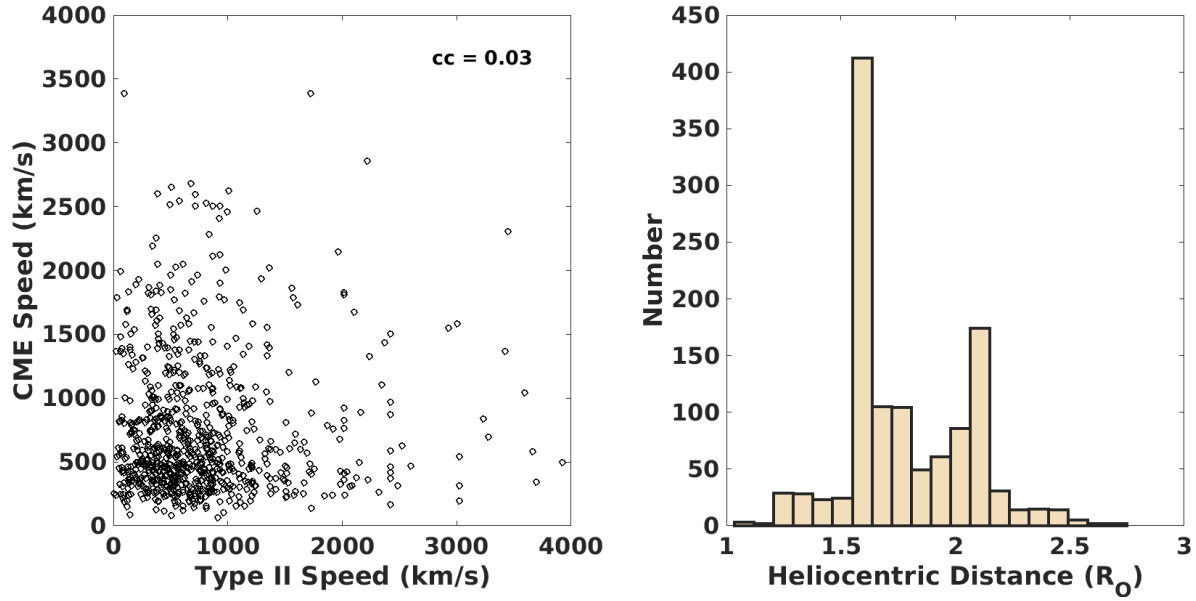 4000
3500
3000
2500
2000
1500
1000
500
0
0 1000 2000 3000 4000
CME Speed (km/s)
Type II Speed (km/s)
cc = 0.03
450
400
350
300
250
200
150
100
50
0
1 1.5 2 2.5 3
Number
Heliocentric Distance (R_O)